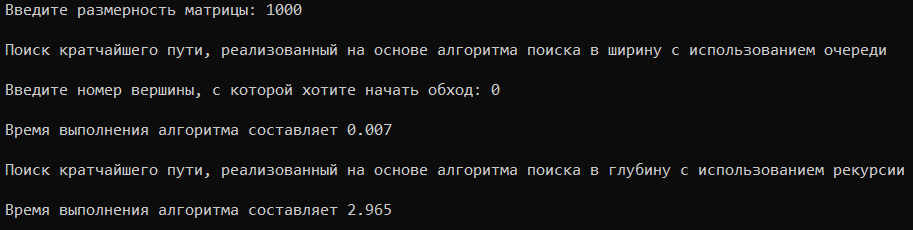 Введите размерность матрицы: 1000
Поиск кратчайшего пути, реализованный на основе алгоритма поиска в ширину с использованием очереди
Введите номер вершины, с которой хотите начать обход: 0
Время выполнения алгоритма составляет 0.007
Поиск кратчайшего пути, реализованный на основе алгоритма поиска в глубину с использованием рекурсии
Время выполнения алгоритма составляет 2.965